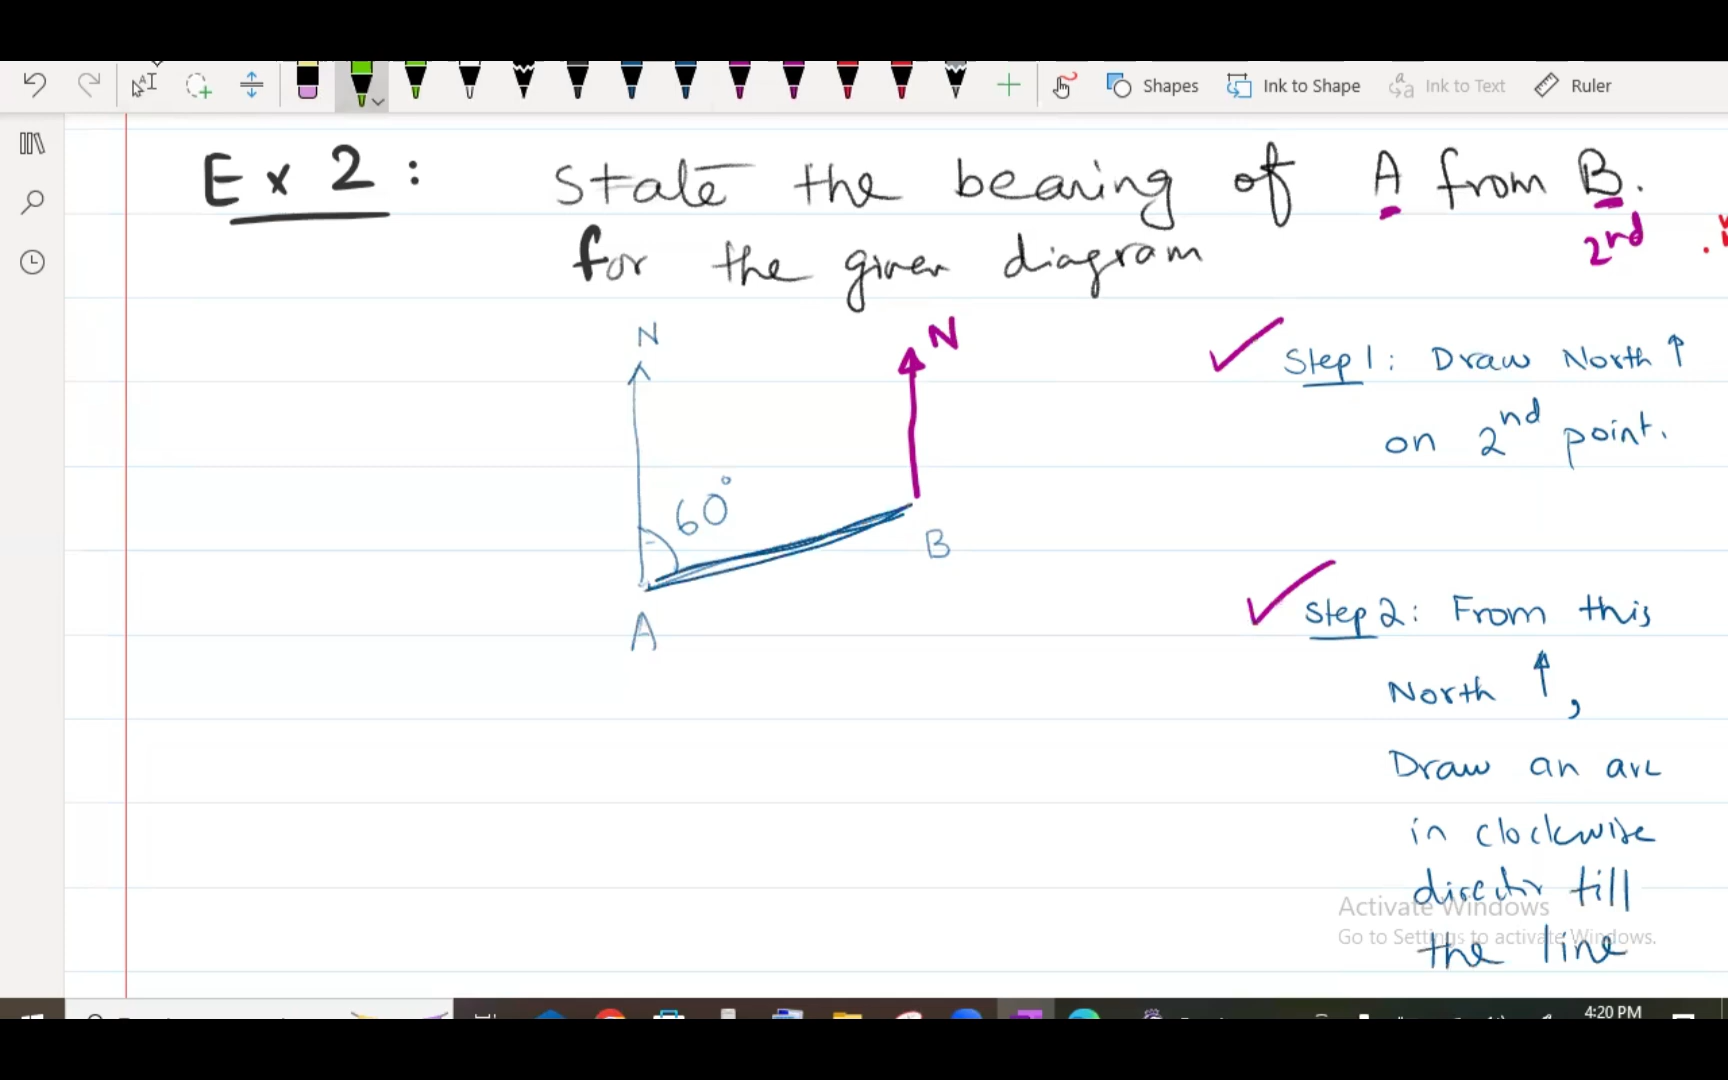 Shapes
Ink to Shape
Ink to Text
Ruler
Ex 2: State the bearing of A from B.
2nd
for the given diagram
N
N
60°
B
A
Step 1: Draw North ↑
on 2nd point.
Step 2: From this
North ↑,
Draw an arc
in clockwise
till
Activate Windows
Go to Settings to activate Windows.
the line
4:20 PM